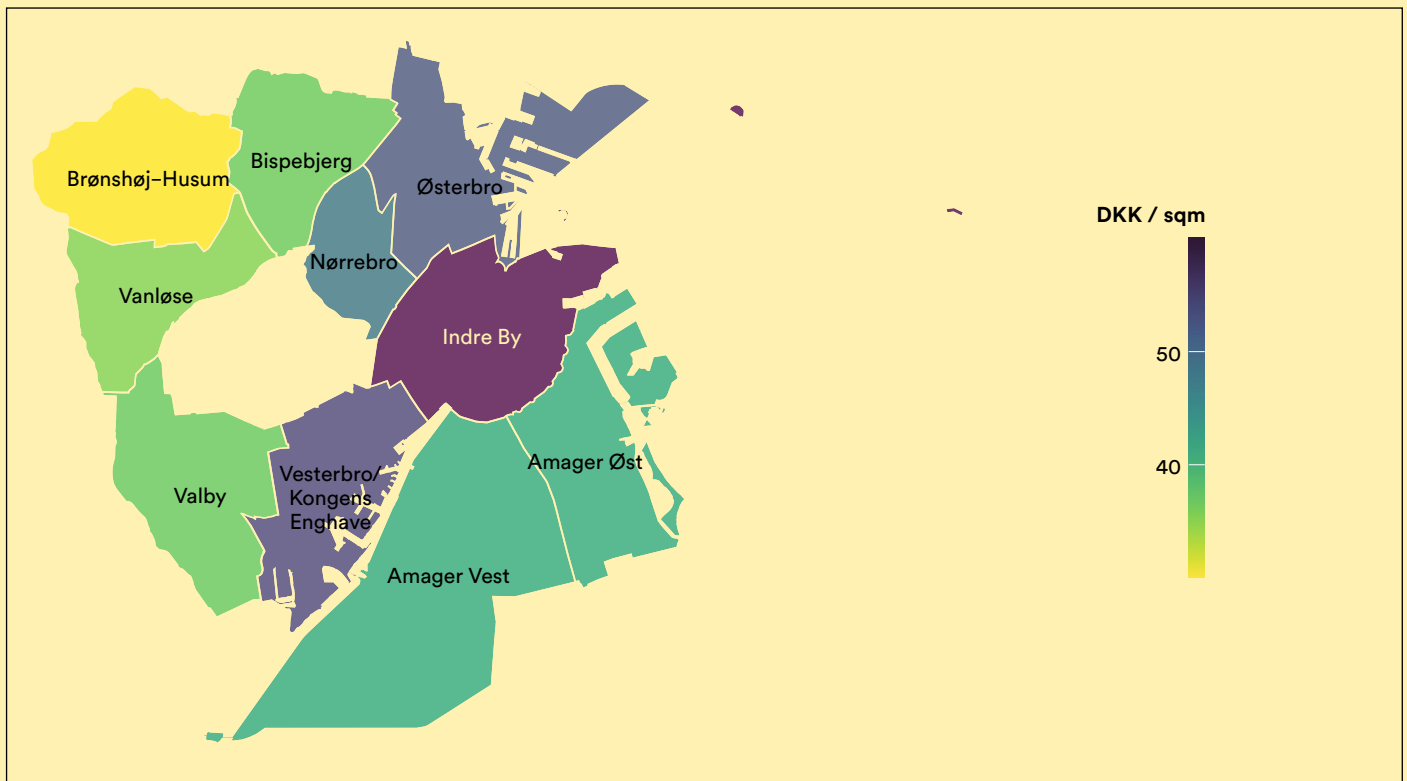 Bispebjerg
Brønshøj–Husum
Østerbro
DKK / sqm
Nørrebro
Vanløse
Indre By
50
Amager Øst
40
Vesterbro/
Kongens
Enghave
Valby
Amager Vest